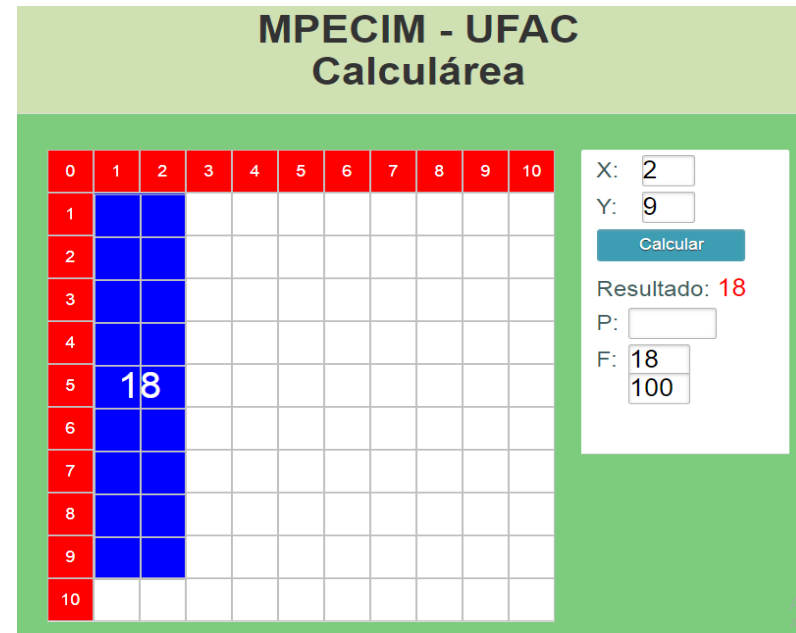 MPECIM - UFAC
Calculárea
0 1 2 3 4 5 6 7 8 9 10
1
2
3
4
5 18
6
7
8
9
10
X: 2
Y: 9
Calcular
Resultado: 18
P:
F: 18
100